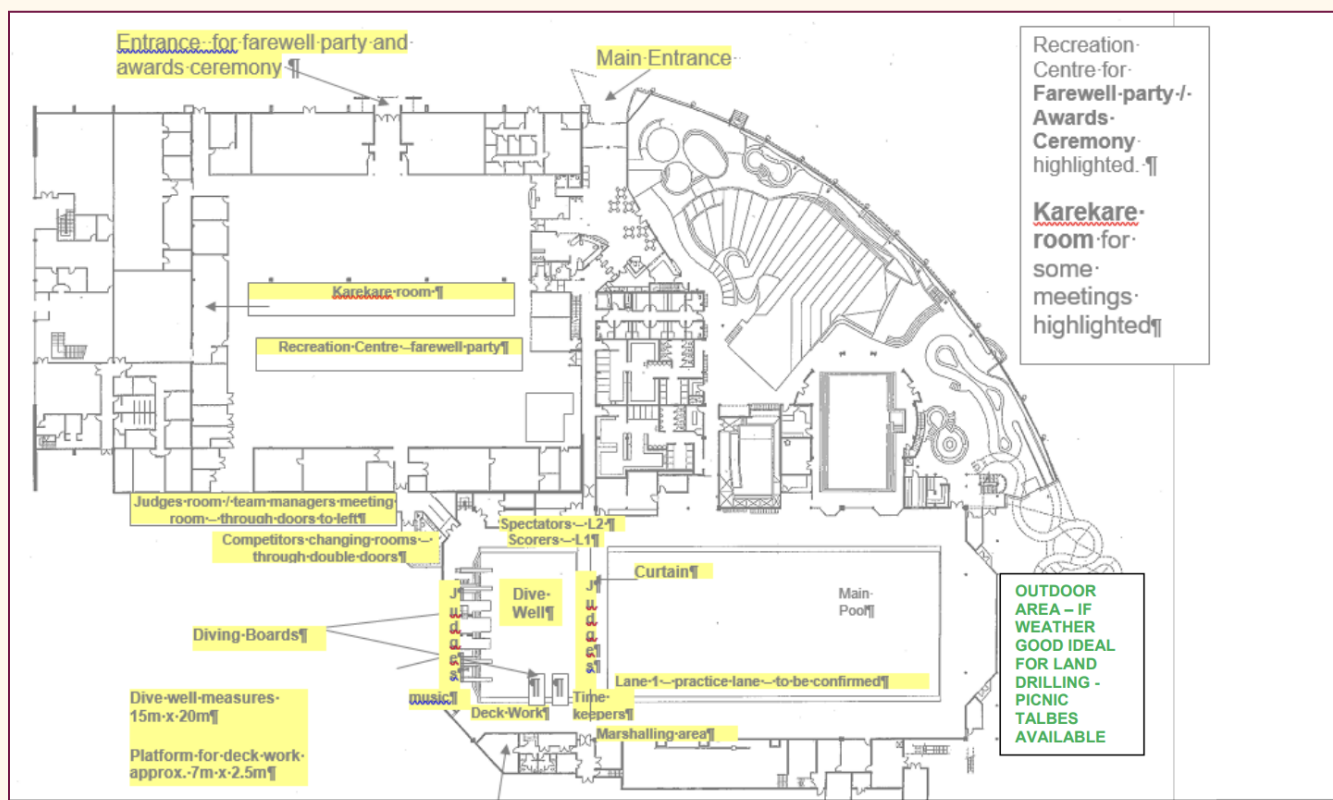 Entrance for farewell party and
awards ceremony ¶
Main Entrance
Recreation
Centre for
Farewell party /
Awards
Ceremony
highlighted. ¶
Karekare
room for
some
meetings
highlighted¶
Karekare room ¶
Recreation Centre – farewell party¶
Judges room / team managers meeting
room – through doors to left¶
Competitors changing rooms –
through double doors¶
Spectators – L2¶
Scorers – L1¶
Curtain¶
Judges
Dive
Well¶
Judges
Main
Pool¶
Diving Boards¶
Lane 1 – practice lane – to be confirmed¶
music¶
Deck Work¶
Time
keepers¶
Marshalling area¶
Dive well measures
15m x 20m¶
Platform for deck work
approx. 7m x 2.5m¶
OUTDOOR
AREA – IF
WEATHER
GOOD IDEAL
FOR LAND
DRILLING -
PICNIC
TALBES
AVAILABLE